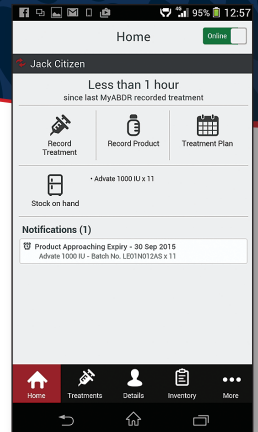 4G 95% 12:57
Home
Online
Jack Citizen
Less than 1 hour
since last MyABDR recorded treatment
Record
Treatment
Record Product
Treatment Plan
Stock on hand
• Advate 1000 IU x 11
Notifications (1)
Product Approaching Expiry - 30 Sep 2015
Advate 1000 IU - Batch No. LE01N012AS x 11
Home
Treatments
Details
Inventory
More